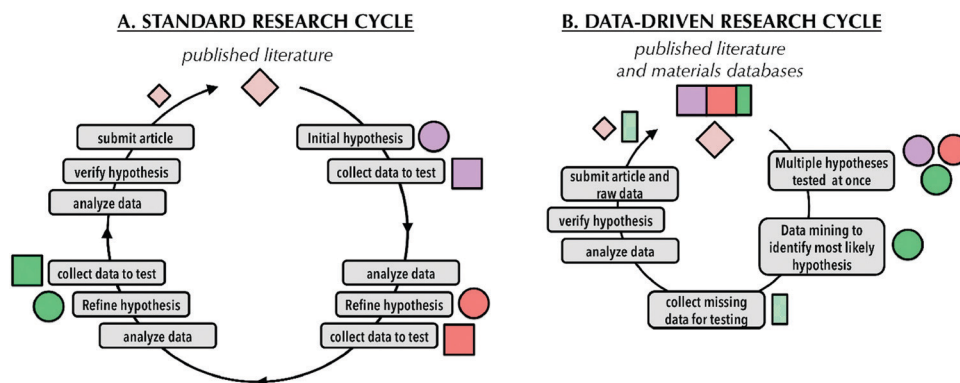 A. STANDARD RESEARCH CYCLE
published literature
Initial hypothesis
collect data to test
analyze data
Refine hypothesis
collect data to test
analyze data
Refine hypothesis
collect data to test
analyze data
verify hypothesis
submit article
B. DATA-DRIVEN RESEARCH CYCLE
published literature
and materials databases
Multiple hypotheses
tested at once
Data mining to
identify most likely
hypothesis
collect missing
data for testing
analyze data
verify hypothesis
submit article and
raw data